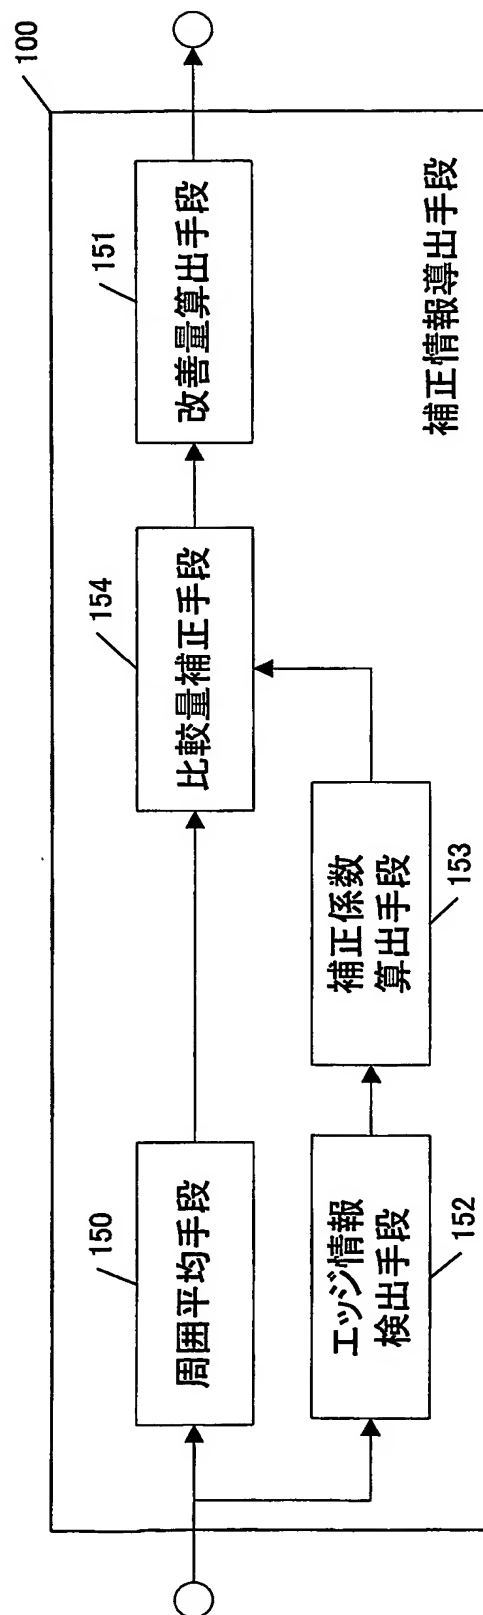 100
150
周囲平均手段
154
比較量補正手段
151
改善量算出手段
エッジ情報
検出手段
152
補正係数
算出手段
153
補正情報導出手段